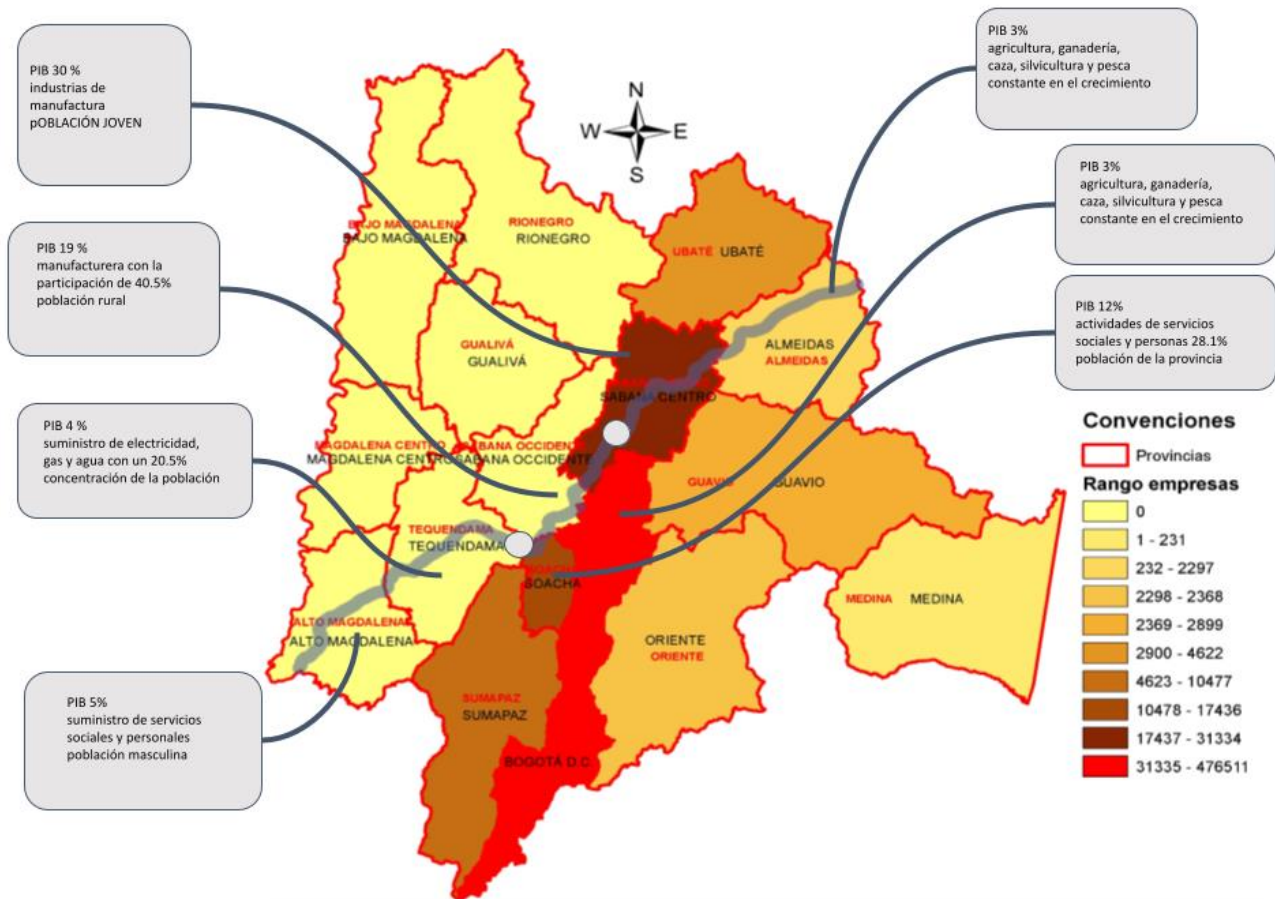 PIB 30 %
industrias de
manufactura
pOBLACIÓN JOVEN
PIB 19 %
manufacturera con la
participación de 40.5%
población rural
PIB 4 %
suministro de electricidad,
gas y agua con un 20.5%
concentración de la población
PIB 5%
suministro de servicios
sociales y personales
población masculina
N
W E
S
BAJO MAGDALENA
BAJO MAGDALENA
RIONEGRO
RIONEGRO
UBATÉ UBATÉ
GUALIVÁ
GUALIVÁ
ALMEIDAS
ALMEIDAS
SABANA CENTRO
MAGDALENA CENTRO
MAGDALENA CENTRO
SABANA OCCIDENT
SABANA OCCIDENTE
GUAVIO GUAVIO
TEQUENDAMA
TEQUENDAMA
SOACHA
SOACHA
MEDINA MEDINA
ALTO MAGDALENA
ALTO MAGDALENA
ORIENTE
ORIENTE
SUMAPAZ
SUMAPAZ
BOGOTÁ D.C.
PIB 3%
agricultura, ganadería,
caza, silvicultura y pesca
constante en el crecimiento
PIB 3%
agricultura, ganadería,
caza, silvicultura y pesca
constante en el crecimiento
PIB 12%
actividades de servicios
sociales y personas 28.1%
población de la provincia
Convenciones
Provincias
Rango empresas
0
1 - 231
232 - 2297
2298 - 2368
2369 - 2899
2900 - 4622
4623 - 10477
10478 - 17436
17437 - 31334
31335 - 476511